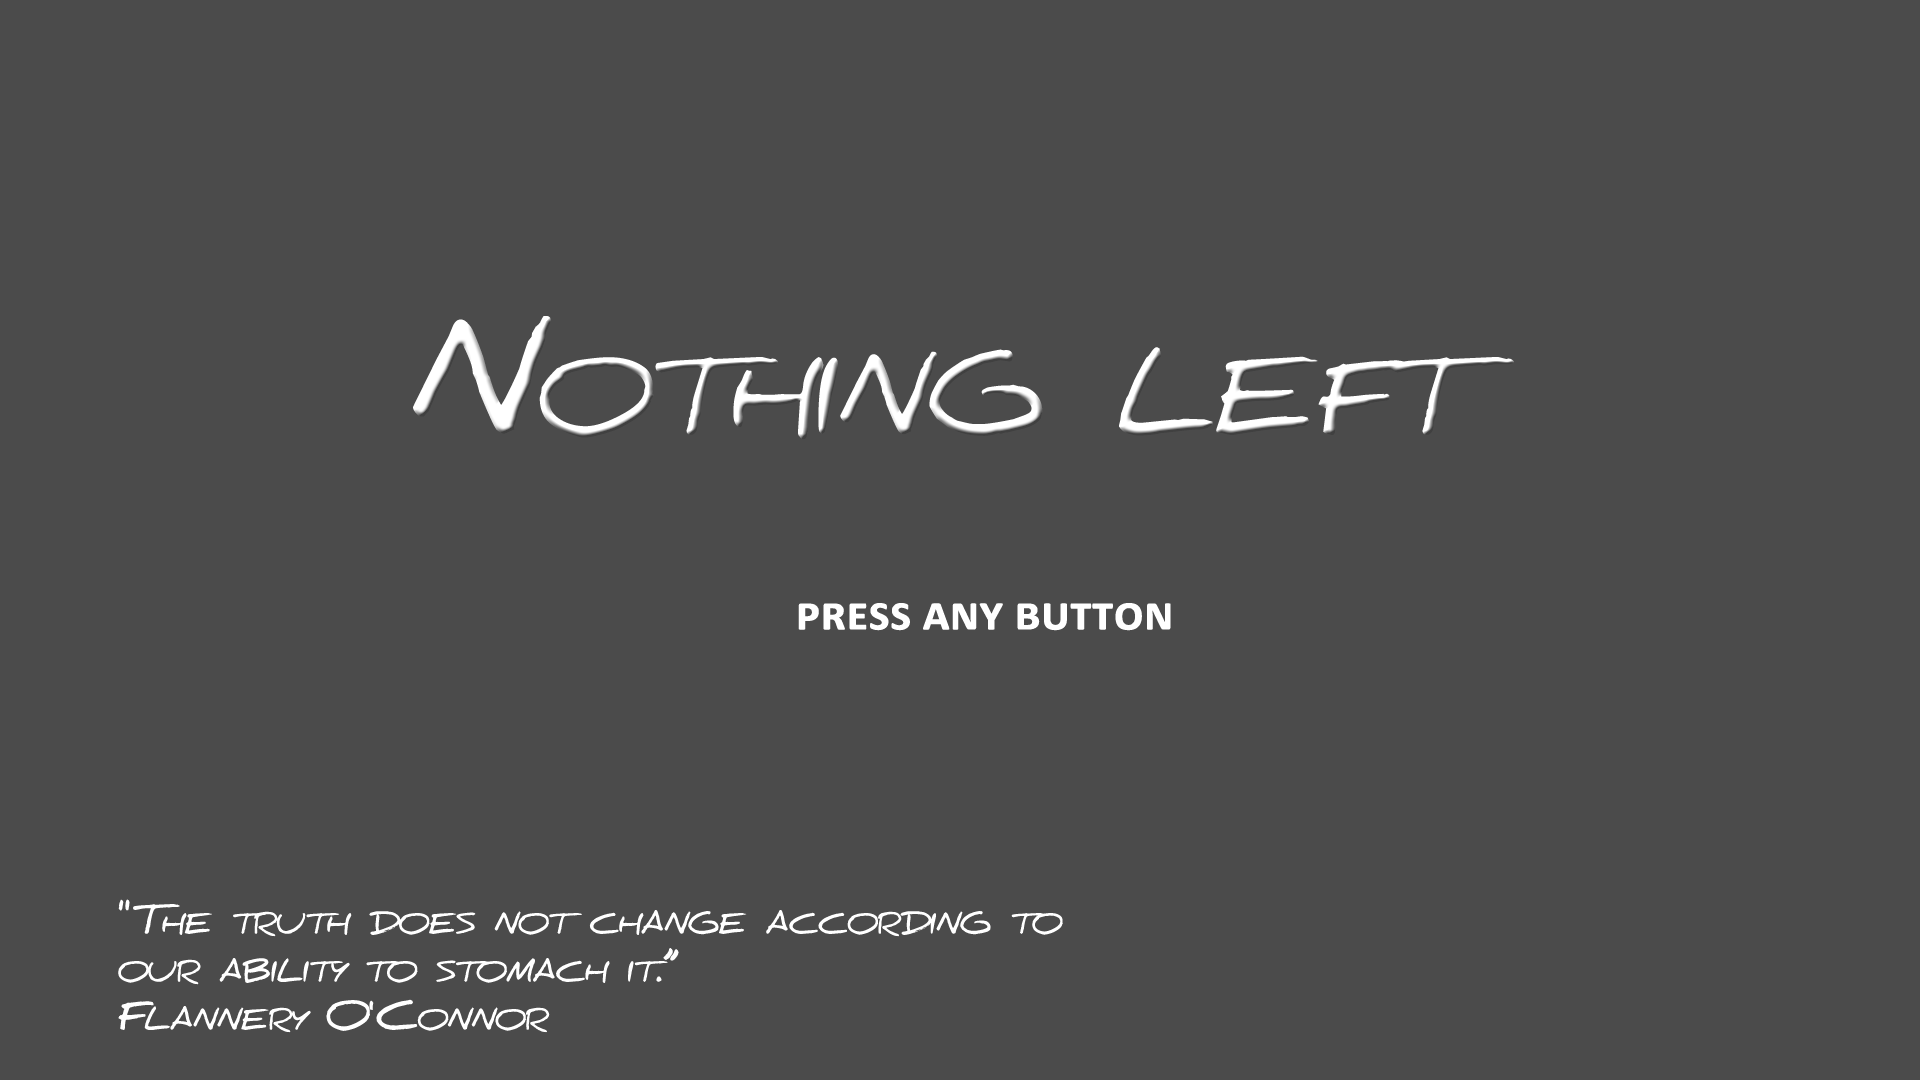 Nothing left
PRESS ANY BUTTON
"The truth does not change according to
our ability to stomach it."
Flannery O'Connor